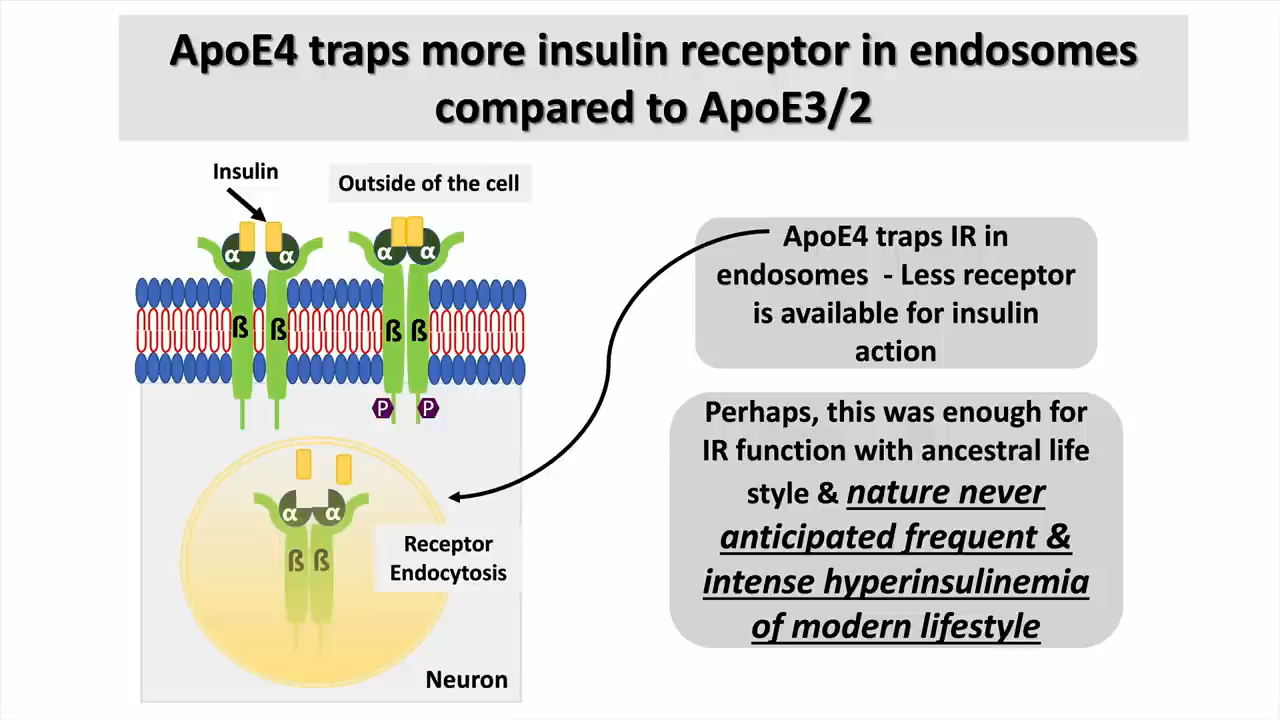 ApoE4 traps more insulin receptor in endosomes
compared to ApoE3/2
Insulin
Outside of the cell
α
α
α
α
ß
ß
ß
ß
P
P
α
α
ß
ß
Receptor
Endocytosis
Neuron
ApoE4 traps IR in
endosomes - Less receptor
is available for insulin
action
Perhaps, this was enough for
IR function with ancestral life
style & nature never
anticipated frequent &
intense hyperinsulinemia
of modern lifestyle